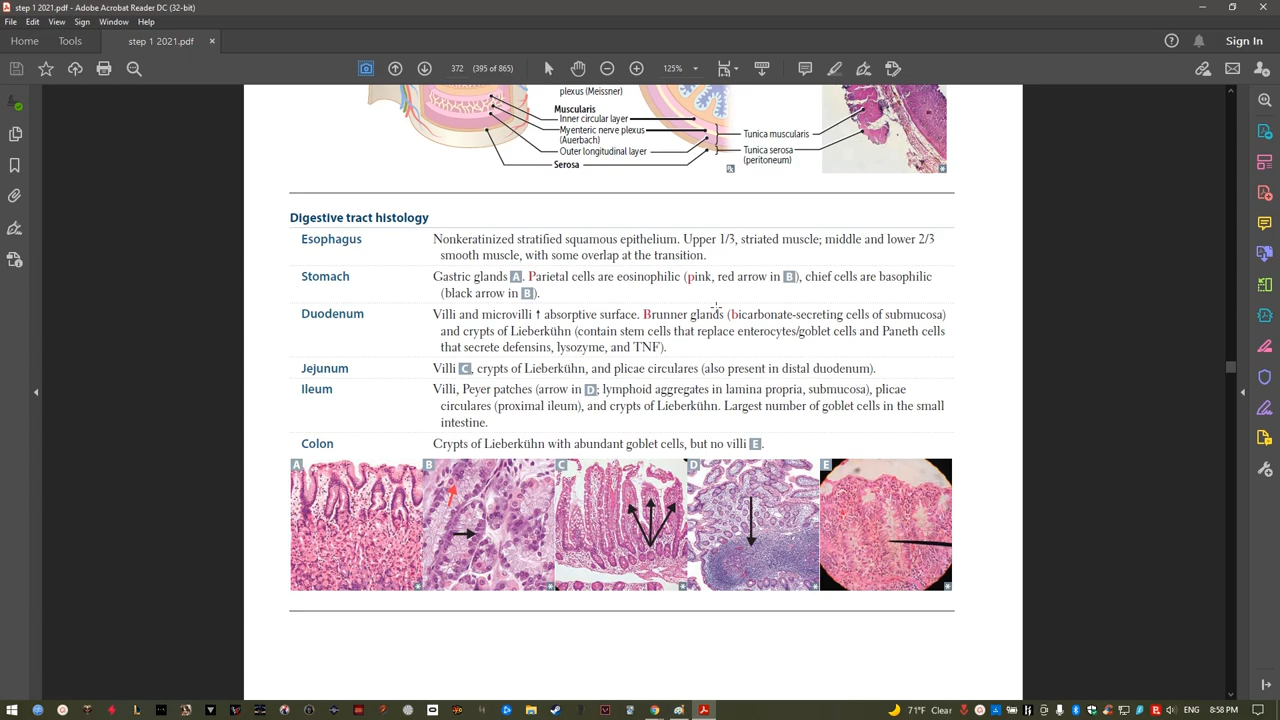 step 1 2021.pdf - Adobe Acrobat Reader DC (32-bit)
File Edit View Sign Window Help
Home Tools step 1 2021.pdf × Sign In
372 (395 of 865) 125%
plexus (Meissner)
Muscularis
Inner circular layer
Myenteric nerve plexus
(Auerbach)
Outer longitudinal layer
Serosa
Tunica muscularis
Tunica serosa
(peritoneum)
Digestive tract histology
Esophagus Nonkeratinized stratified squamous epithelium. Upper 1/3, striated muscle; middle and lower 2/3
smooth muscle, with some overlap at the transition.
Stomach Gastric glands A. Parietal cells are eosinophilic (pink, red arrow in B), chief cells are basophilic
(black arrow in B).
Duodenum Villi and microvilli ↑ absorptive surface. Brunner glands (bicarbonate-secreting cells of submucosa)
and crypts of Lieberkühn (contain stem cells that replace enterocytes/goblet cells and Paneth cells
that secrete defensins, lysozyme, and TNF).
Jejunum Villi C, crypts of Lieberkühn, and plicae circulares (also present in distal duodenum).
Ileum Villi, Peyer patches (arrow in D; lymphoid aggregates in lamina propria, submucosa), plicae
circulares (proximal ileum), and crypts of Lieberkühn. Largest number of goblet cells in the small
intestine.
Colon Crypts of Lieberkühn with abundant goblet cells, but no villi E.
A B C D E
71°F Clear ENG 8:58 PM